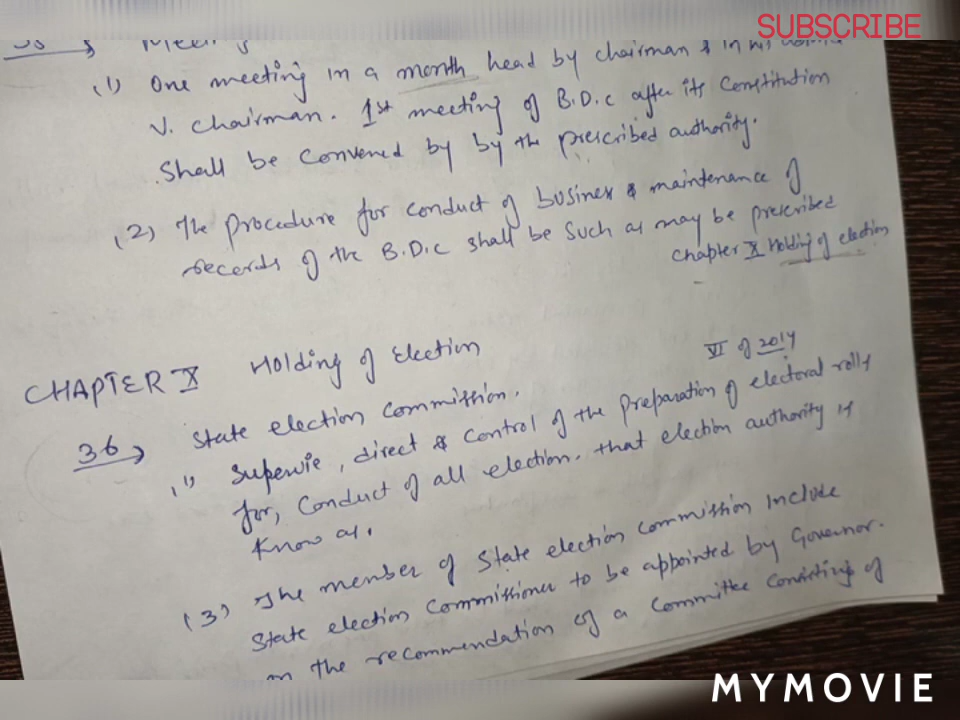 SUBSCRIBE
(1) One meeting in a month head by chairman & in his
V. Chairman. 1st meeting of B.D.C after its Constitution
Shall be Convened by by the prescribed authority.
(2) The procedure for conduct of business & maintenance of
records of the B.D.C shall be such as may be prescribed
Chapter X Holding of election
CHAPTER X Holding of Election
VI of 2014
36 → State election Commission.
(1) Supervie, direct & Control of the preparation of electoral rolls
for, Conduct of all election. that election authority is
Know as.
(3) The member of State election Commission Include
State election Commissioner to be appointed by Governor.
on the recommendation of a Committee Consisting of
MYMOVIE